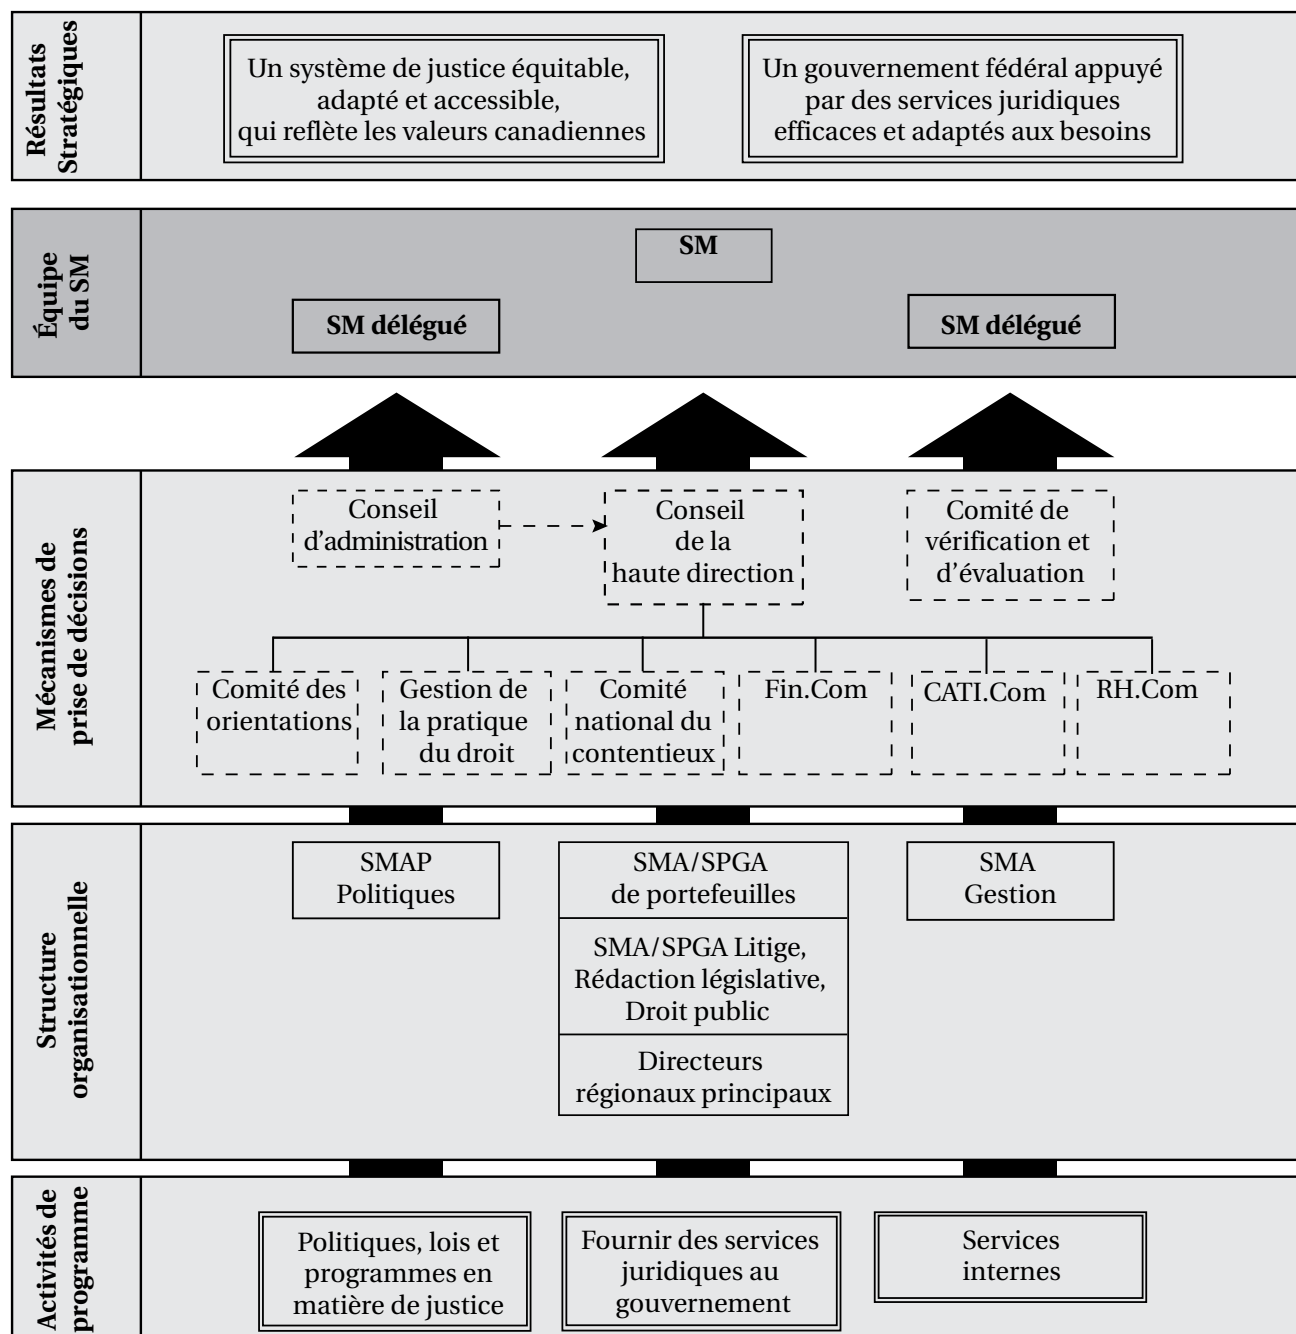 Résultats
Stratégiques
Un système de justice équitable,
adapté et accessible,
qui reflète les valeurs canadiennes
Un gouvernement fédéral appuyé
par des services juridiques
efficaces et adaptés aux besoins
Équipe
du SM
SM
SM délégué
SM délégué
Mécanismes de
prise de décisions
Conseil
d'administration
Conseil
de la
haute direction
Comité de
vérification et
d'évaluation
Comité des
orientations
Gestion de
la pratique
du droit
Comité
national du
contentieux
Fin.Com
CATI.Com
RH.Com
Structure
organisationnelle
SMAP
Politiques
SMA/SPGA
de portefeuilles
SMA/SPGA Litige,
Rédaction législative,
Droit public
Directeurs
régionaux principaux
SMA
Gestion
Activités de
programme
Politiques, lois et
programmes en
matière de justice
Fournir des services
juridiques au
gouvernement
Services
internes